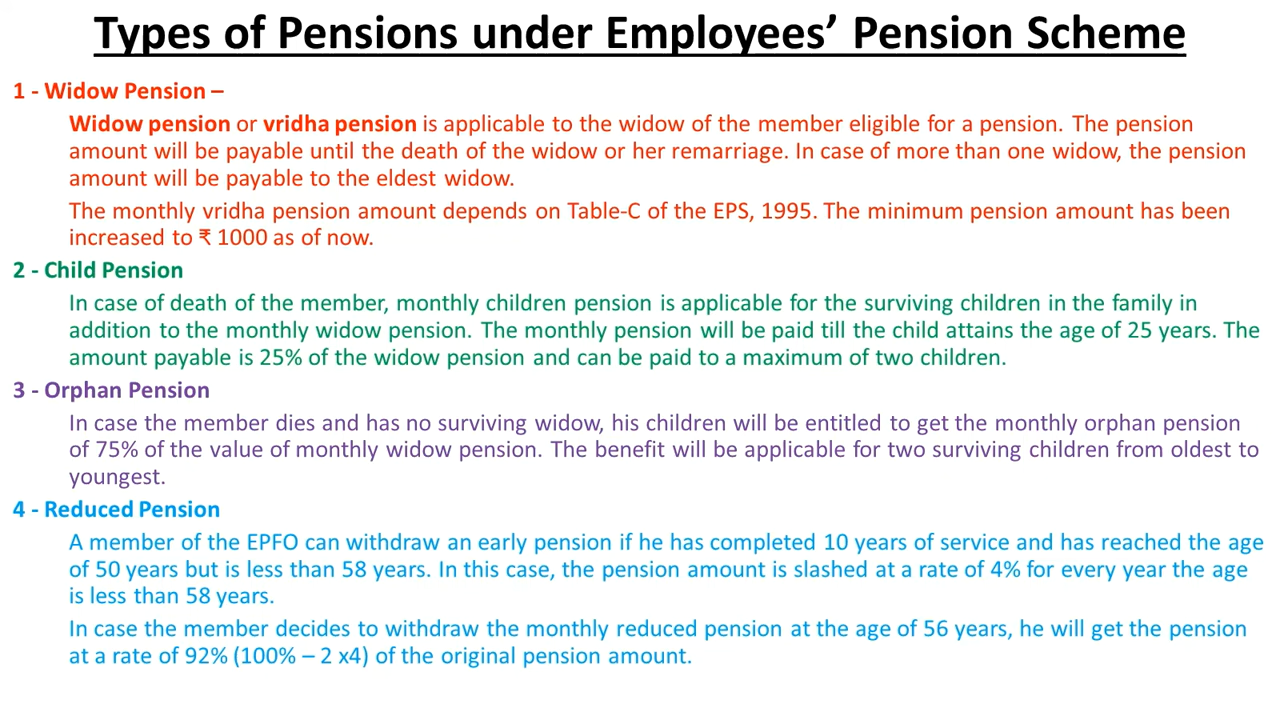 Types of Pensions under Employees’ Pension Scheme
1 - Widow Pension –
Widow pension or vridha pension is applicable to the widow of the member eligible for a pension. The pension
amount will be payable until the death of the widow or her remarriage. In case of more than one widow, the pension
amount will be payable to the eldest widow.
The monthly vridha pension amount depends on Table-C of the EPS, 1995. The minimum pension amount has been
increased to ₹ 1000 as of now.
2 - Child Pension
In case of death of the member, monthly children pension is applicable for the surviving children in the family in
addition to the monthly widow pension. The monthly pension will be paid till the child attains the age of 25 years. The
amount payable is 25% of the widow pension and can be paid to a maximum of two children.
3 - Orphan Pension
In case the member dies and has no surviving widow, his children will be entitled to get the monthly orphan pension
of 75% of the value of monthly widow pension. The benefit will be applicable for two surviving children from oldest to
youngest.
4 - Reduced Pension
A member of the EPFO can withdraw an early pension if he has completed 10 years of service and has reached the age
of 50 years but is less than 58 years. In this case, the pension amount is slashed at a rate of 4% for every year the age
is less than 58 years.
In case the member decides to withdraw the monthly reduced pension at the age of 56 years, he will get the pension
at a rate of 92% (100% – 2 x4) of the original pension amount.